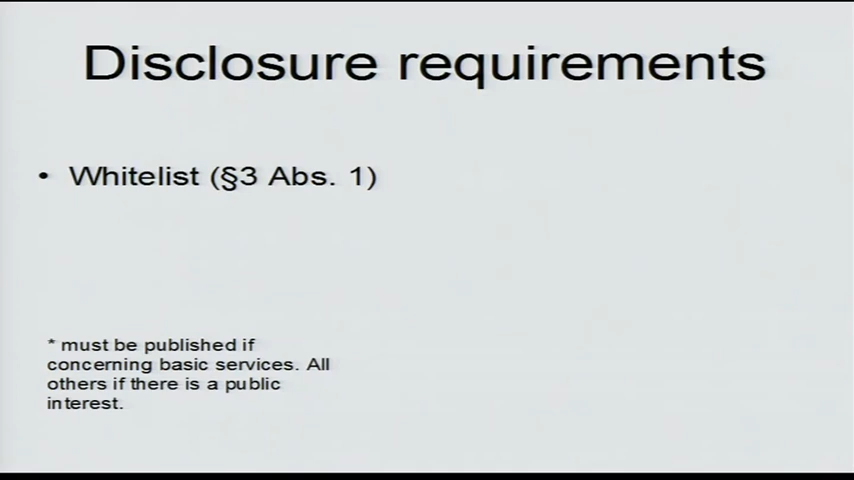 Disclosure requirements
• Whitelist (§3 Abs. 1)
* must be published if
concerning basic services. All
others if there is a public
interest.